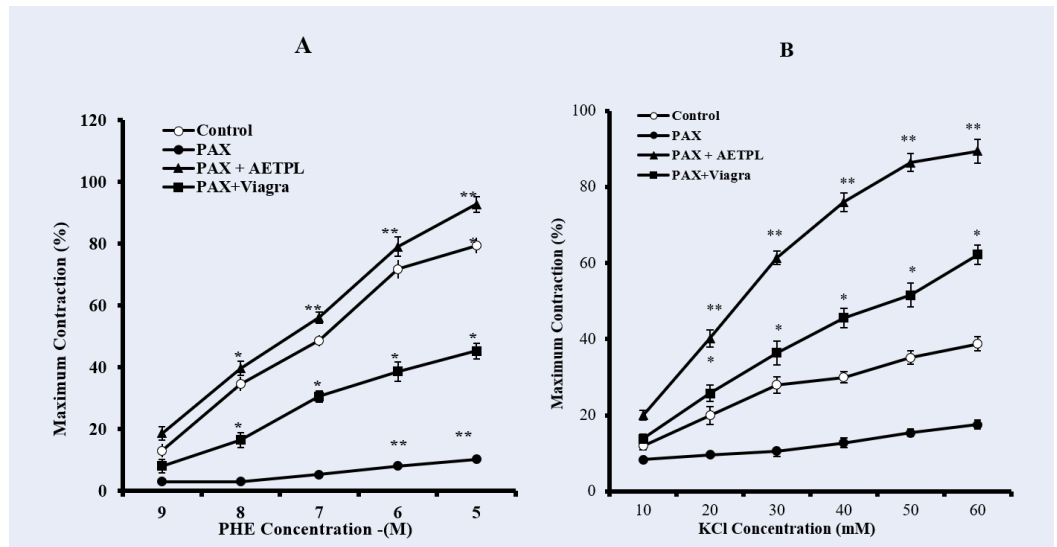 A
120
100
80
60
40
20
0
Maximum Contraction (%)
Control
PAX
PAX + AETPL
PAX+Viagra
**
**
*
**
*
*
*
*
*
**
**
9 8 7 6 5
PHE Concentration -(M)
B
100
80
60
40
20
0
Maximum Contraction (%)
Control
PAX
PAX + AETPL
PAX+Viagra
**
**
**
**
**
*
*
*
*
*
10 20 30 40 50 60
KCl Concentration (mM)